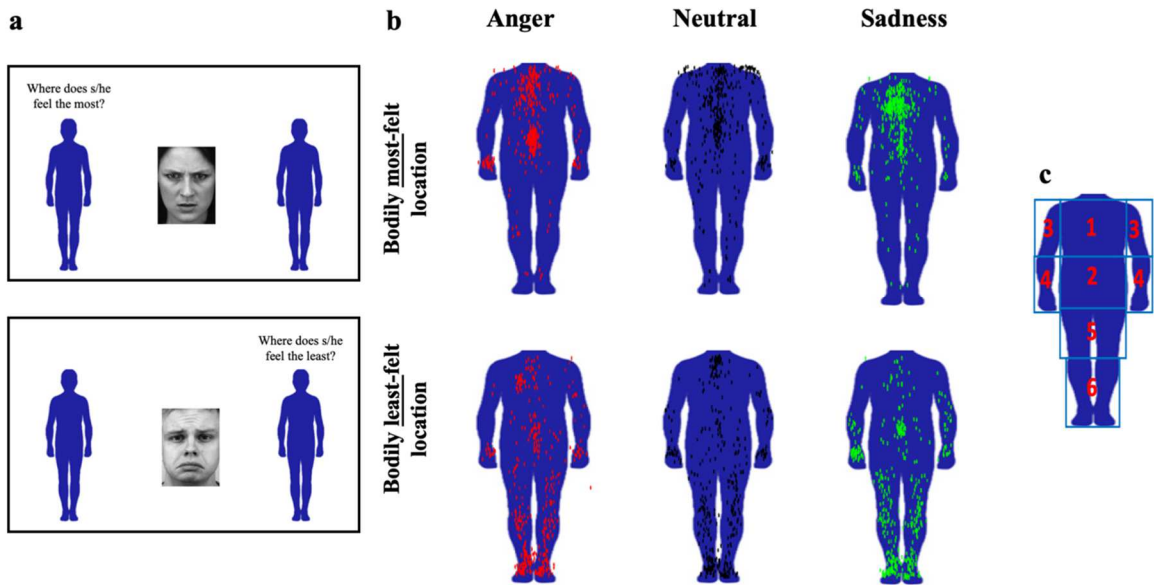 a
Where does s/he
feel the most?
Where does s/he
feel the least?
b
Anger
Neutral
Sadness
Bodily most-felt
location
Bodily least-felt
location
c
3
1
3
4
2
4
5
6